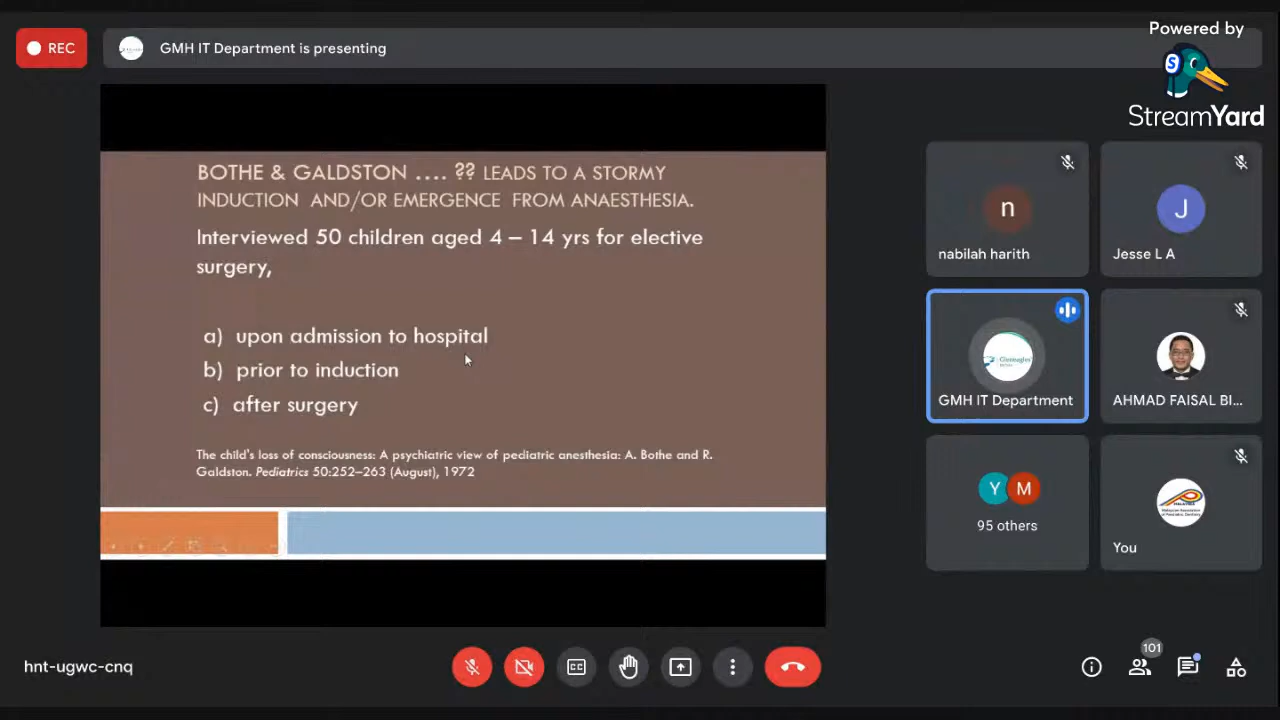 Powered by
StreamYard
REC
GMH IT Department is presenting
BOTHE & GALDSTON .... ?? LEADS TO A STORMY
INDUCTION AND/OR EMERGENCE FROM ANAESTHESIA.
Interviewed 50 children aged 4 – 14 yrs for elective
surgery,
a) upon admission to hospital
b) prior to induction
c) after surgery
The child's loss of consciousness: A psychiatric view of pediatric anesthesia: A. Bothe and R.
Galdston. Pediatrics 50:252–263 (August), 1972
n
nabilah harith
J
Jesse L A
GMH IT Department
AHMAD FAISAL BI...
Y M
95 others
You
hnt-ugwc-cnq
CC
101